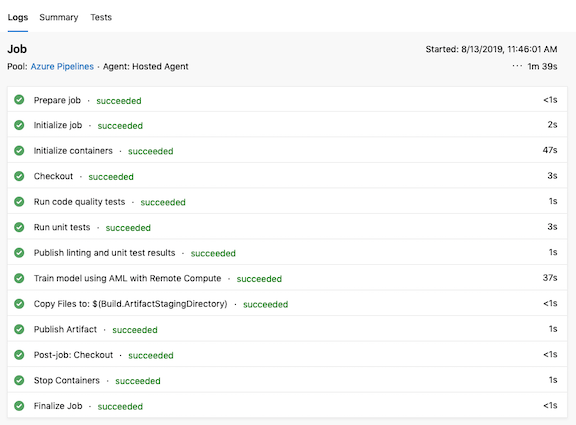 Logs Summary Tests
Job Started: 8/13/2019, 11:46:01 AM
Pool: Azure Pipelines · Agent: Hosted Agent ··· 1m 39s
Prepare job · succeeded <1s
Initialize job · succeeded 2s
Initialize containers · succeeded 47s
Checkout · succeeded 3s
Run code quality tests · succeeded 1s
Run unit tests · succeeded 3s
Publish linting and unit test results · succeeded 1s
Train model using AML with Remote Compute · succeeded 37s
Copy Files to: $(Build.ArtifactStagingDirectory) · succeeded <1s
Publish Artifact · succeeded 1s
Post-job: Checkout · succeeded <1s
Stop Containers · succeeded 1s
Finalize Job · succeeded <1s